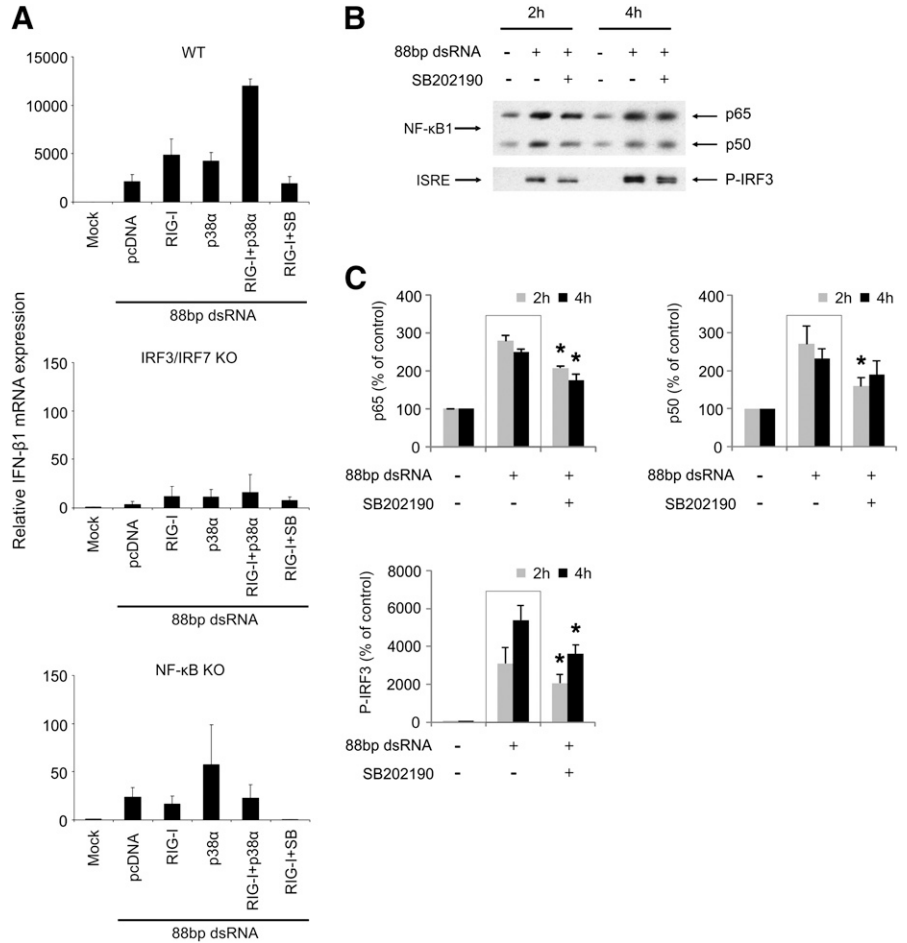 A
Relative IFN-β1 mRNA expression
WT
15000
10000
5000
0
Mock
pcDNA
RIG-I
p38α
RIG-I+p38α
RIG-I+SB
88bp dsRNA
IRF3/IRF7 KO
150
100
50
0
Mock
pcDNA
RIG-I
p38α
RIG-I+p38α
RIG-I+SB
88bp dsRNA
NF-κB KO
150
100
50
0
Mock
pcDNA
RIG-I
p38α
RIG-I+p38α
RIG-I+SB
88bp dsRNA
B
2h 4h
88bp dsRNA - + + - + +
SB202190 - - + - - +
NF-κB1
p65
p50
ISRE
P-IRF3
C
2h 4h
p65 (% of control)
400
300
200
100
0
* *
88bp dsRNA - + +
SB202190 - - +
2h 4h
p50 (% of control)
400
300
200
100
0
*
88bp dsRNA - + +
SB202190 - - +
2h 4h
P-IRF3 (% of control)
8000
6000
4000
2000
0
* *
88bp dsRNA - + +
SB202190 - - +